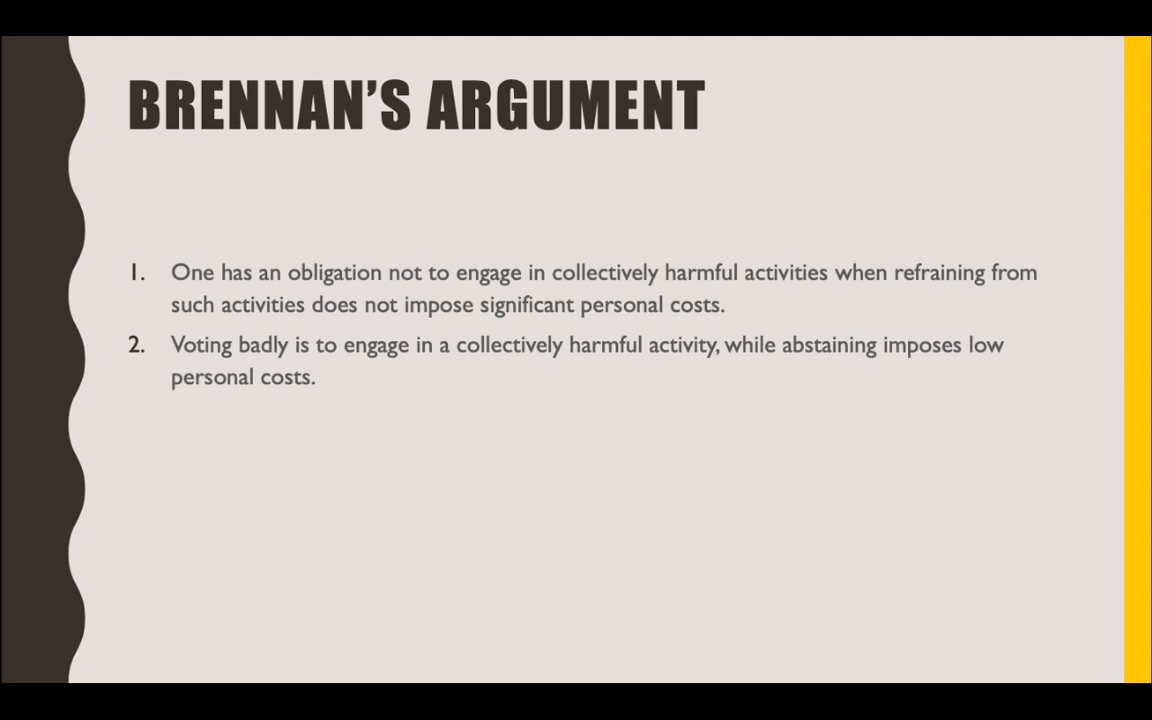 BRENNAN’S ARGUMENT
1. One has an obligation not to engage in collectively harmful activities when refraining from
such activities does not impose significant personal costs.
2. Voting badly is to engage in a collectively harmful activity, while abstaining imposes low
personal costs.